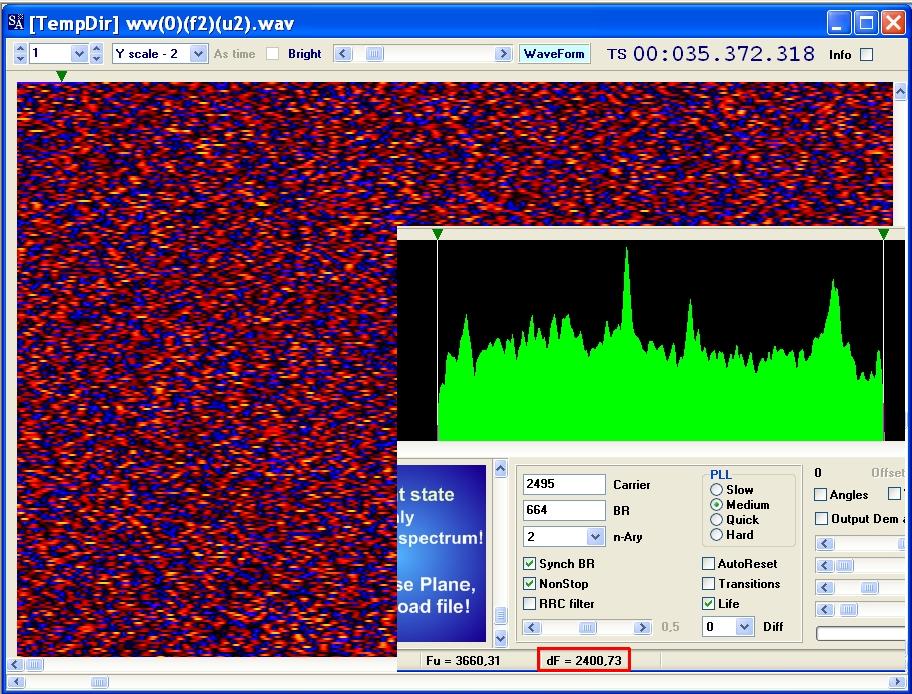 SA [TempDir] ww(0)(f2)(u2).wav
1 Y scale - 2 As time Bright WaveForm TS 00:035.372.318 Info
t state
ly
spectrum!
se Plane,
oad file!
2495 Carrier
664 BR
2 n-Ary
Synch BR
NonStop
RRC filter
0,5
PLL
Slow
Medium
Quick
Hard
AutoReset
Transitions
Life
0 Diff
0 Offset
Angles
Output Dem
Fu = 3660,31 dF = 2400,73